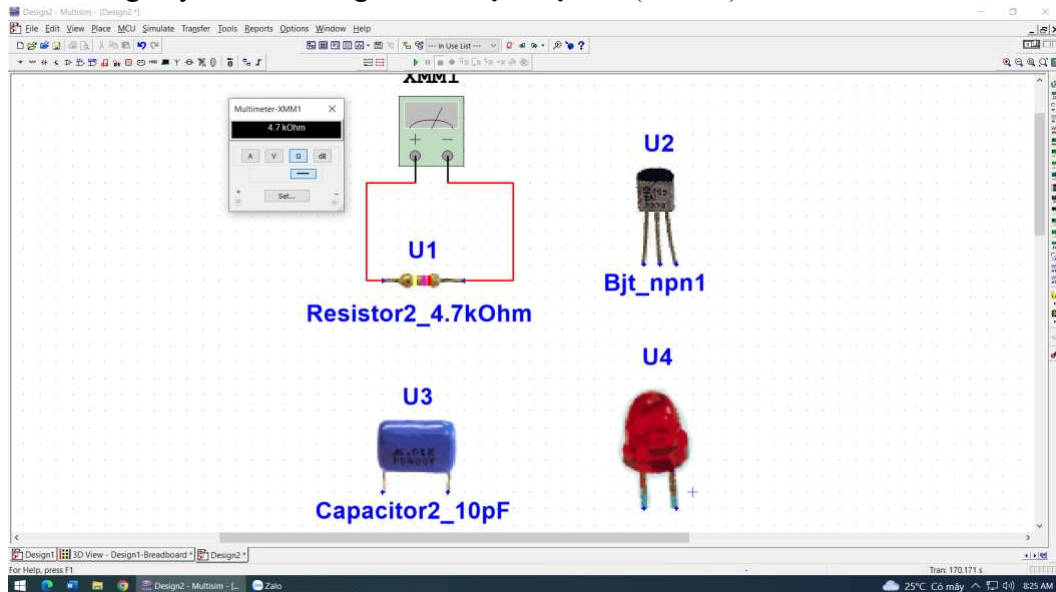 Design2 - Multisim - [Design2 *]
File Edit View Place MCU Simulate Transfer Tools Reports Options Window Help
--- In Use List ---
XMM1
Multimeter-XMM1
4.7 kOhm
A V Ω dB
Set...
+ -
U2
Bjt_npn1
U1
Resistor2_4.7kOhm
U4
U3
Capacitor2_10pF
Design1 3D View - Design1-Breadboard * Design2 *
For Help, press F1
Tran: 170.171 s
Design2 - Multisim - [... Zalo
25°C Có mây 8:25 AM